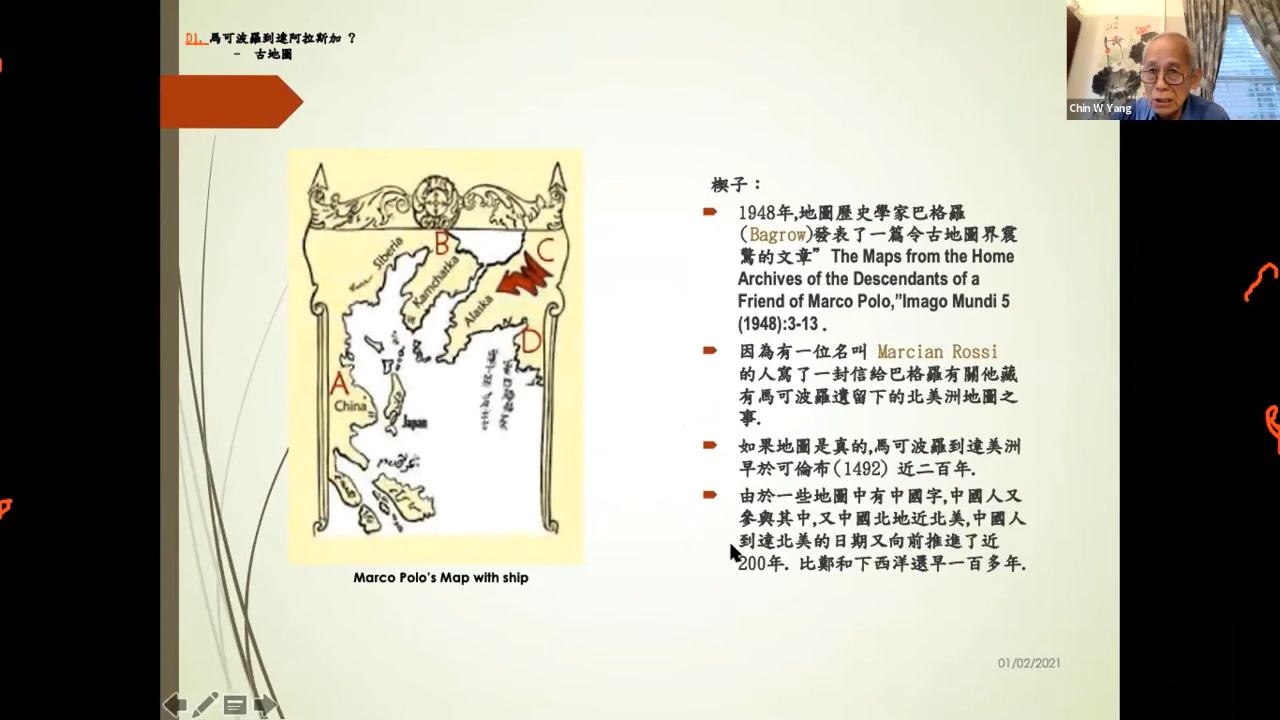 D1. 馬可波羅到達阿拉斯加 ?
- 古地圖
Chin W Yang
Siberia
B
C
Kamchatka
Alaska
D
A
China
Japan
Marco Polo's Map with ship
楔子：
1948年,地圖歷史學家巴格羅
(Bagrow)發表了一篇令古地圖界震
驚的文章” The Maps from the Home
Archives of the Descendants of a
Friend of Marco Polo,”Imago Mundi 5
(1948):3-13 .
因為有一位名叫 Marcian Rossi
的人寫了一封信給巴格羅有關他藏
有馬可波羅遺留下的北美洲地圖之
事.
如果地圖是真的,馬可波羅到達美洲
早於可倫布(1492) 近二百年.
由於一些地圖中有中國字,中國人又
參與其中,又中國北地近北美,中國人
到達北美的日期又向前推進了近
200年. 比鄭和下西洋還早一百多年.
01/02/2021